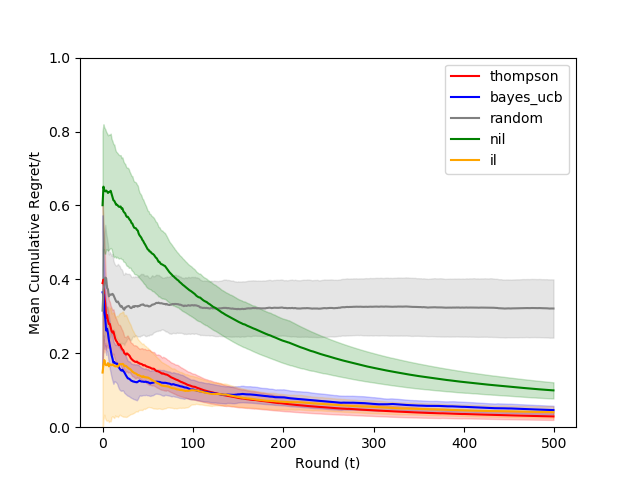 1.0
0.8
0.6
0.4
0.2
0.0
Mean Cumulative Regret/t
thompson
bayes_ucb
random
nil
il
0
100
200
300
400
500
Round (t)